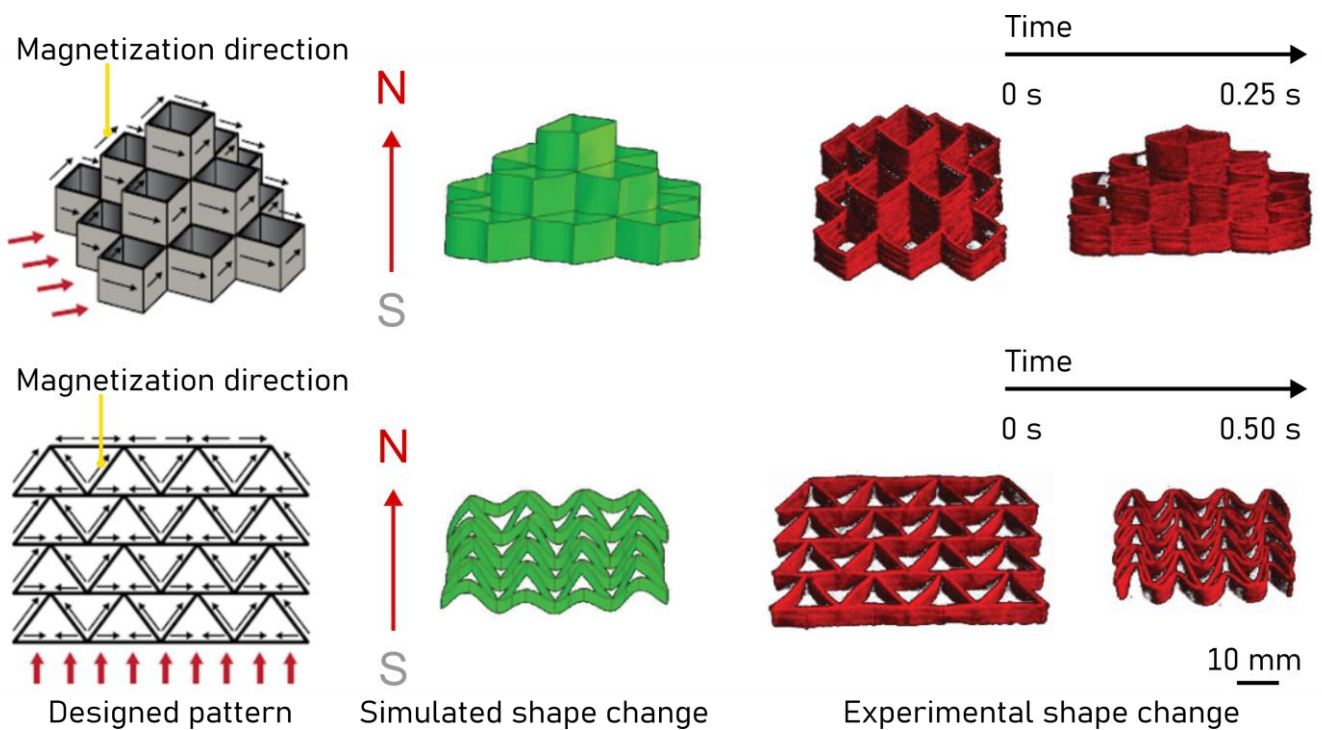 Time
Magnetization direction
N
0 s
0.25 s
S
Time
Magnetization direction
N
0 s
0.50 s
S
10 mm
Designed pattern
Simulated shape change
Experimental shape change